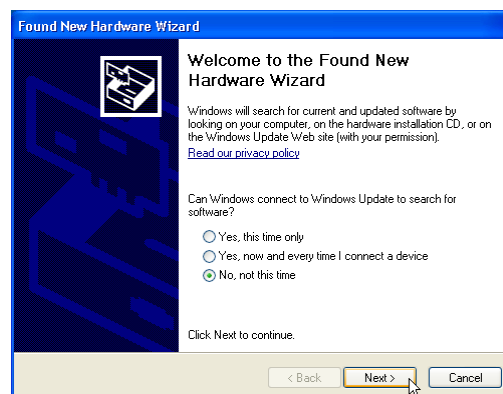 Found New Hardware Wizard
Welcome to the Found New
Hardware Wizard
Windows will search for current and updated software by
looking on your computer, on the hardware installation CD, or on
the Windows Update Web site (with your permission).
Read our privacy policy
Can Windows connect to Windows Update to search for
software?
Yes, this time only
Yes, now and every time I connect a device
No, not this time
Click Next to continue.
< Back Next > Cancel